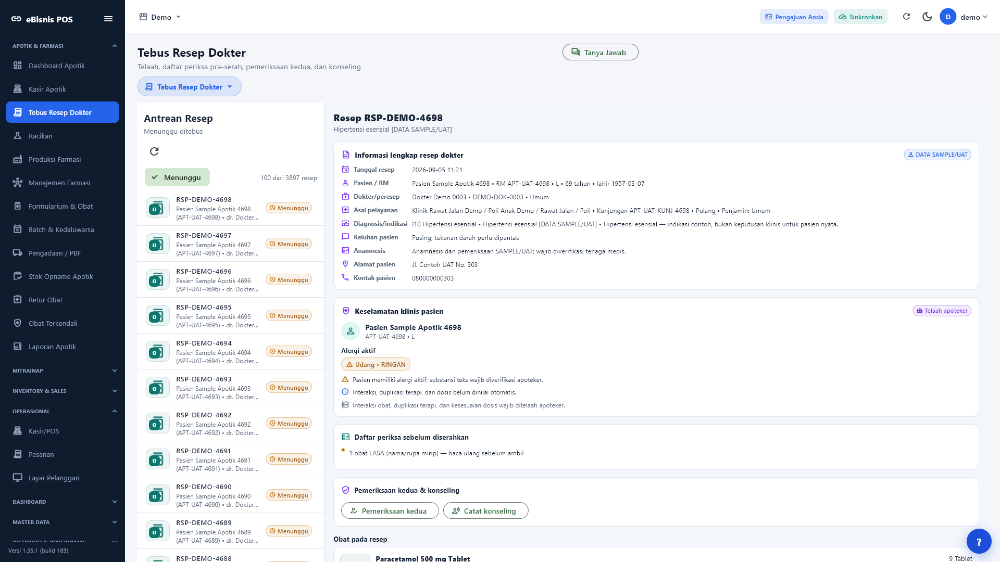 eBisnis POS
APOTIK & FARMASI
Dashboard Apotik
Kasir Apotik
Tebus Resep Dokter
Racikan
Produksi Farmasi
Manajemen Farmasi
Formularium & Obat
Batch & Kedaluwarsa
Pengadaan / PBF
Stok Opname Apotik
Retur Obat
Obat Terkendali
Laporan Apotik
MITRAINAP
INVENTORY & SALES
OPERASIONAL
Kasir/POS
Pesanan
Layar Pelanggan
DASHBOARD
MASTER DATA
DISTRIBUSI & PENGIRIMAN
Versi 1.35.1 (build 189)
Demo
Pengajuan Anda
Sinkronkan
D
demo
Tebus Resep Dokter
Telaah, daftar periksa pra-serah, pemeriksaan kedua, dan konseling
Tanya Jawab
Tebus Resep Dokter
Antrean Resep
Menunggu ditebus
Menunggu
100 dari 3897 resep
RSP-DEMO-4698
Pasien Sample Apotik 4698
(APT-UAT-4698) • dr. Dokter...
Menunggu
RSP-DEMO-4697
Pasien Sample Apotik 4697
(APT-UAT-4697) • dr. Dokter...
Menunggu
RSP-DEMO-4696
Pasien Sample Apotik 4696
(APT-UAT-4696) • dr. Dokter...
Menunggu
RSP-DEMO-4695
Pasien Sample Apotik 4695
(APT-UAT-4695) • dr. Dokter...
Menunggu
RSP-DEMO-4694
Pasien Sample Apotik 4694
(APT-UAT-4694) • dr. Dokter...
Menunggu
RSP-DEMO-4693
Pasien Sample Apotik 4693
(APT-UAT-4693) • dr. Dokter...
Menunggu
RSP-DEMO-4692
Pasien Sample Apotik 4692
(APT-UAT-4692) • dr. Dokter...
Menunggu
RSP-DEMO-4691
Pasien Sample Apotik 4691
(APT-UAT-4691) • dr. Dokter...
Menunggu
RSP-DEMO-4690
Pasien Sample Apotik 4690
(APT-UAT-4690) • dr. Dokter...
Menunggu
RSP-DEMO-4689
Pasien Sample Apotik 4689
(APT-UAT-4689) • dr. Dokter...
Menunggu
RSP-DEMO-4688
Resep RSP-DEMO-4698
Hipertensi esensial [DATA SAMPLE/UAT]
Informasi lengkap resep dokter
DATA SAMPLE/UAT
Tanggal resep 2026-09-05 11:21
Pasien / RM Pasien Sample Apotik 4698 • RM APT-UAT-4698 • L • 69 tahun • lahir 1957-03-07
Dokter/peresep Dokter Demo 0003 • DEMO-DOK-0003 • Umum
Asal pelayanan Klinik Rawat Jalan Demo / Poli Anak Demo / Rawat Jalan / Poli • Kunjungan APT-UAT-KUNJ-4698 • Pulang • Penjamin: Umum
Diagnosis/indikasi I10 Hipertensi esensial • Hipertensi esensial [DATA SAMPLE/UAT] • Hipertensi esensial — indikasi contoh, bukan keputusan klinis untuk pasien nyata.
Keluhan pasien Pusing; tekanan darah perlu dipantau
Anamnesis Anamnesis dan pemeriksaan SAMPLE/UAT; wajib diverifikasi tenaga medis.
Alamat pasien Jl. Contoh UAT No. 303
Kontak pasien 080000000303
Keselamatan klinis pasien
Telaah apoteker
Pasien Sample Apotik 4698
APT-UAT-4698 • L
Alergi aktif
Udang • RINGAN
Pasien memiliki alergi aktif; substansi teks wajib diverifikasi apoteker.
Interaksi, duplikasi terapi, dan dosis belum dinilai otomatis.
Interaksi obat, duplikasi terapi, dan kesesuaian dosis wajib ditelaah apoteker.
Daftar periksa sebelum diserahkan
1 obat LASA (nama/rupa mirip) — baca ulang sebelum ambil
Pemeriksaan kedua & konseling
Pemeriksaan kedua
Catat konseling
Obat pada resep
Paracetamol 500 mg Tablet
9 Tablet
?